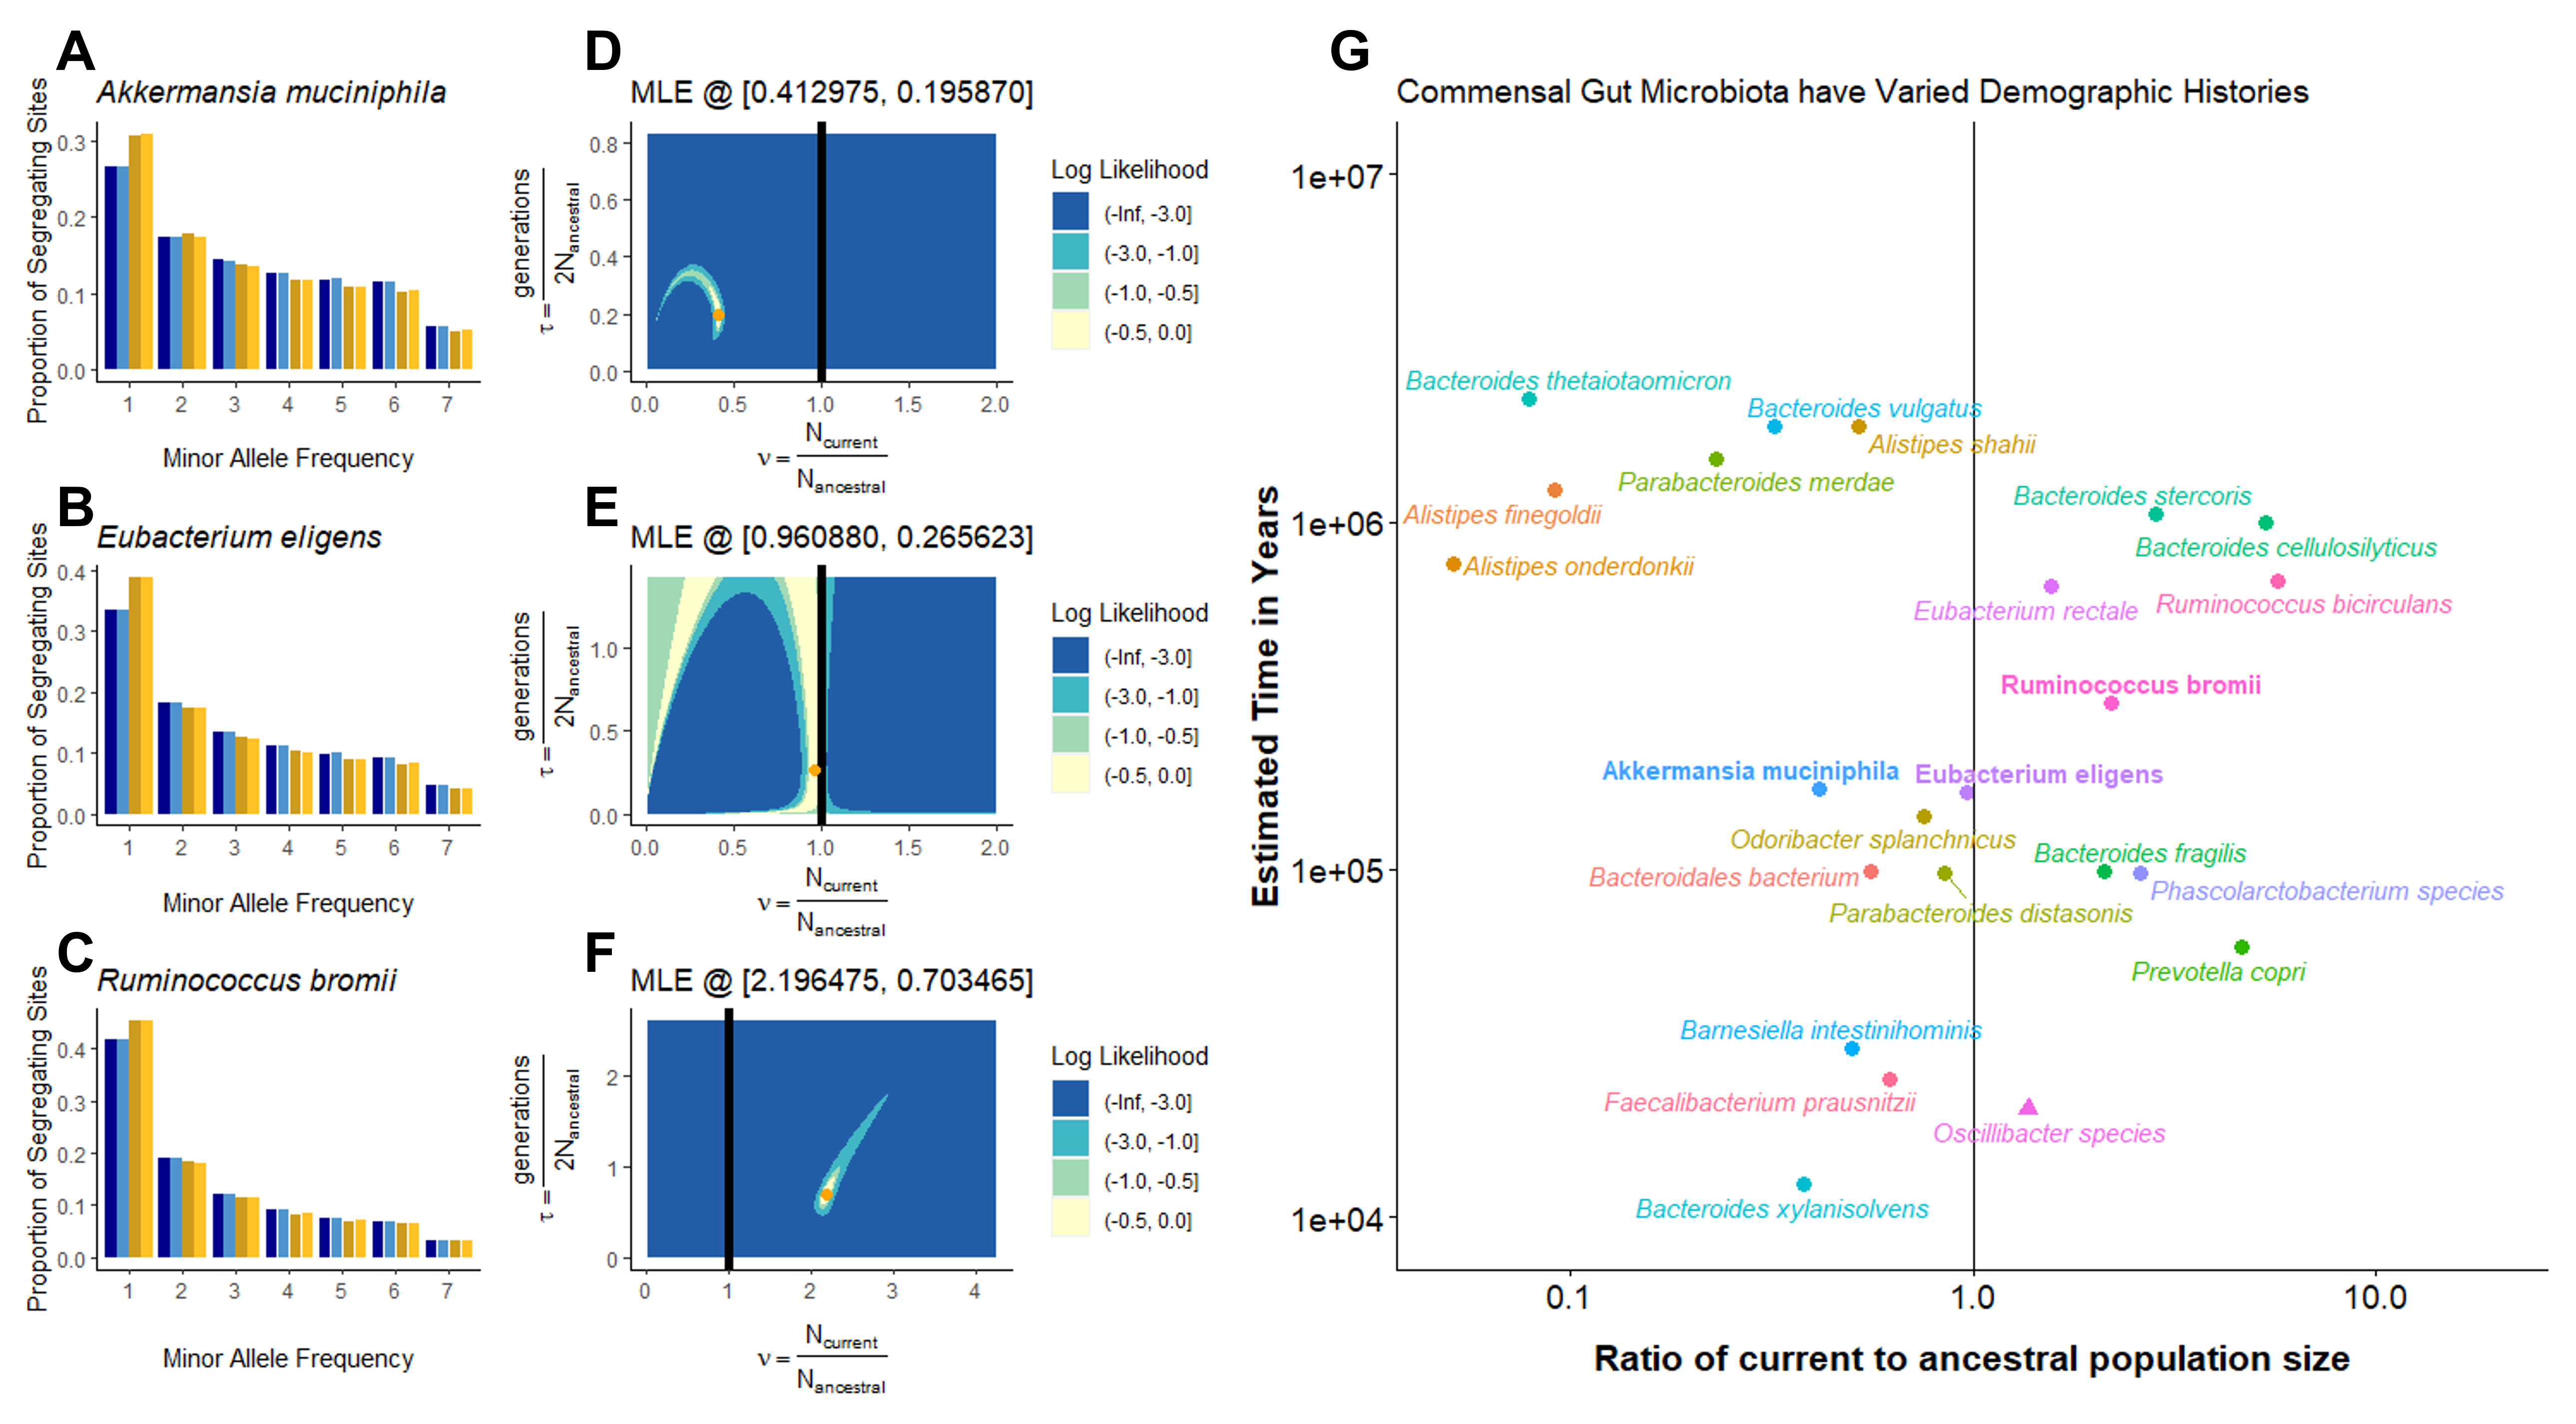 A
Akkermansia muciniphila
Proportion of Segregating Sites
0.3
0.2
0.1
0.0
1 2 3 4 5 6 7
Minor Allele Frequency
D
MLE @ [0.412975, 0.195870]
τ = generations
2Nancestral
0.8
0.6
0.4
0.2
0.0
0.0 0.5 1.0 1.5 2.0
ν = Ncurrent
Nancestral
Log Likelihood
(-Inf, -3.0]
(-3.0, -1.0]
(-1.0, -0.5]
(-0.5, 0.0]
B
Eubacterium eligens
Proportion of Segregating Sites
0.4
0.3
0.2
0.1
0.0
1 2 3 4 5 6 7
Minor Allele Frequency
E
MLE @ [0.960880, 0.265623]
τ = generations
2Nancestral
1.0
0.5
0.0
0.0 0.5 1.0 1.5 2.0
ν = Ncurrent
Nancestral
Log Likelihood
(-Inf, -3.0]
(-3.0, -1.0]
(-1.0, -0.5]
(-0.5, 0.0]
C
Ruminococcus bromii
Proportion of Segregating Sites
0.4
0.3
0.2
0.1
0.0
1 2 3 4 5 6 7
Minor Allele Frequency
F
MLE @ [2.196475, 0.703465]
τ = generations
2Nancestral
2
1
0
0 1 2 3 4
ν = Ncurrent
Nancestral
Log Likelihood
(-Inf, -3.0]
(-3.0, -1.0]
(-1.0, -0.5]
(-0.5, 0.0]
G
Commensal Gut Microbiota have Varied Demographic Histories
Estimated Time in Years
1e+07
1e+06
1e+05
1e+04
Bacteroides thetaiotaomicron
Bacteroides vulgatus
Alistipes shahii
Parabacteroides merdae
Bacteroides stercoris
Alistipes finegoldii
Bacteroides cellulosilyticus
Alistipes onderdonkii
Eubacterium rectale
Ruminococcus bicirculans
Ruminococcus bromii
Akkermansia muciniphila
Eubacterium eligens
Odoribacter splanchnicus
Bacteroides fragilis
Bacteroidales bacterium
Phascolarctobacterium species
Parabacteroides distasonis
Prevotella copri
Barnesiella intestinihominis
Faecalibacterium prausnitzii
Oscillibacter species
Bacteroides xylanisolvens
0.1 1.0 10.0
Ratio of current to ancestral population size